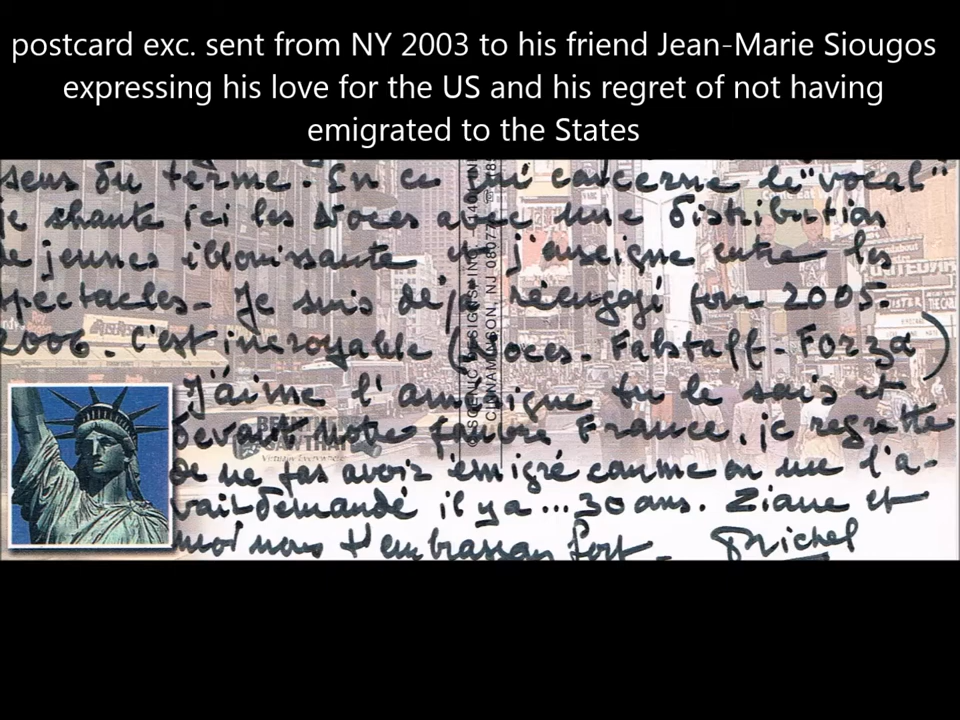 postcard exc. sent from NY 2003 to his friend Jean-Marie Siougos
expressing his love for the US and his regret of not having
emigrated to the States
sens du terme. En ce qui concerne le "vocal"
je chante ici les Noces avec une distribution
de jeunes éblouissante, et j'enseigne entre les
spectacles - Je suis déjà réengagé pour 2005-
2006. C'est incroyable (Noces - Falstaff - Forza)
J'aime l'amérique tu le sais et
devant notre pauvre France, je regrette
de ne pas avoir émigré comme on me l'a-
vait demandé il y a ... 30 ans. Ziane et
moi nous t'embrassons fort - Michel